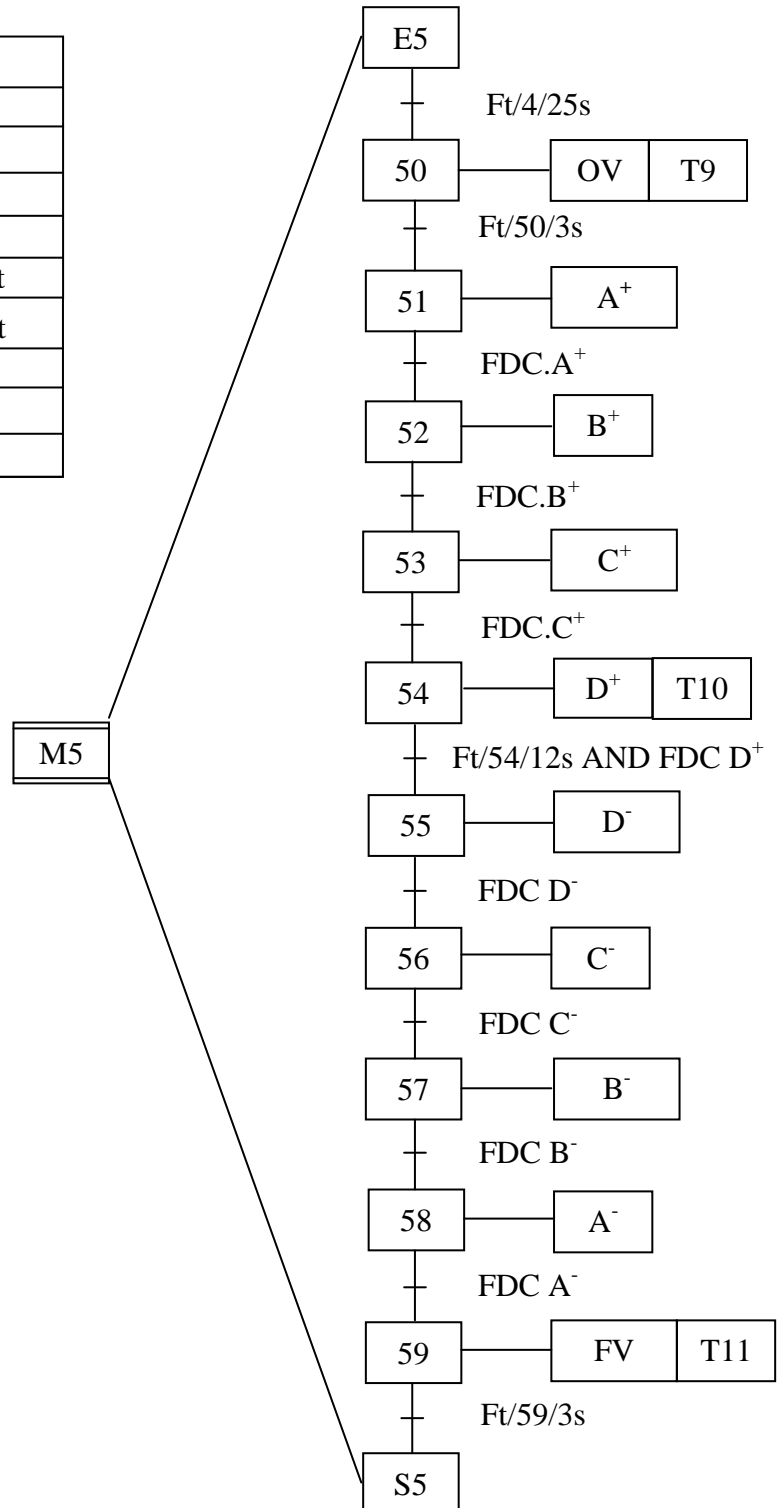 E5
Ft/4/25s
50 OV T9
Ft/50/3s
51 A⁺
FDC.A⁺
52 B⁺
FDC.B⁺
53 C⁺
FDC.C⁺
54 D⁺ T10
Ft/54/12s AND FDC D⁺
55 D⁻
FDC D⁻
56 C⁻
FDC C⁻
57 B⁻
FDC B⁻
58 A⁻
FDC A⁻
59 FV T11
Ft/59/3s
S5
t
t
M5